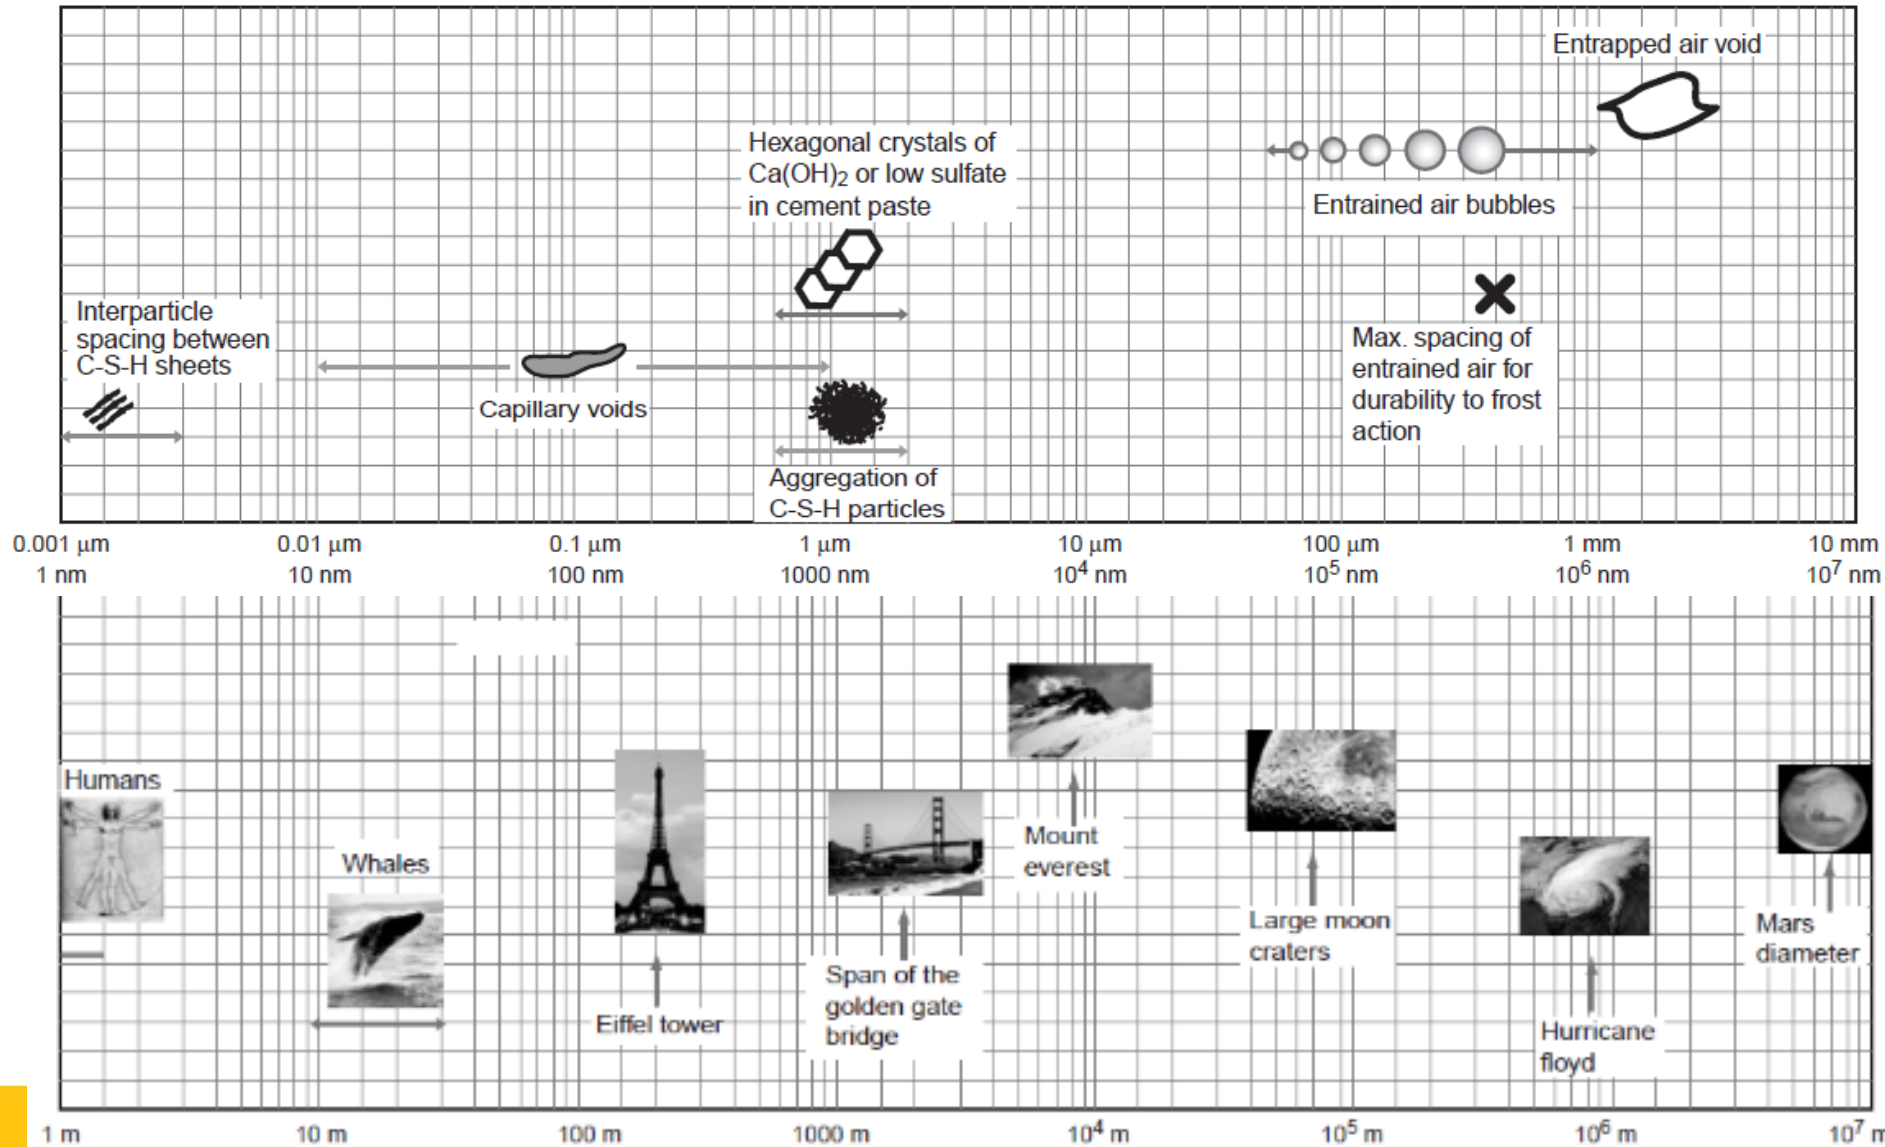 Entrapped air void
Hexagonal crystals of
Ca(OH)₂ or low sulfate
in cement paste
Entrained air bubbles
Interparticle
spacing between
C-S-H sheets
Capillary voids
Max. spacing of
entrained air for
durability to frost
action
Aggregation of
C-S-H particles
0.001 μm 0.01 μm 0.1 μm 1 μm 10 μm 100 μm 1 mm 10 mm
1 nm 10 nm 100 nm 1000 nm 10⁴ nm 10⁵ nm 10⁶ nm 10⁷ nm
Humans
Whales
Eiffel tower
Span of the
golden gate
bridge
Mount
everest
Large moon
craters
Hurricane
floyd
Mars
diameter
1 m 10 m 100 m 1000 m 10⁴ m 10⁵ m 10⁶ m 10⁷ m